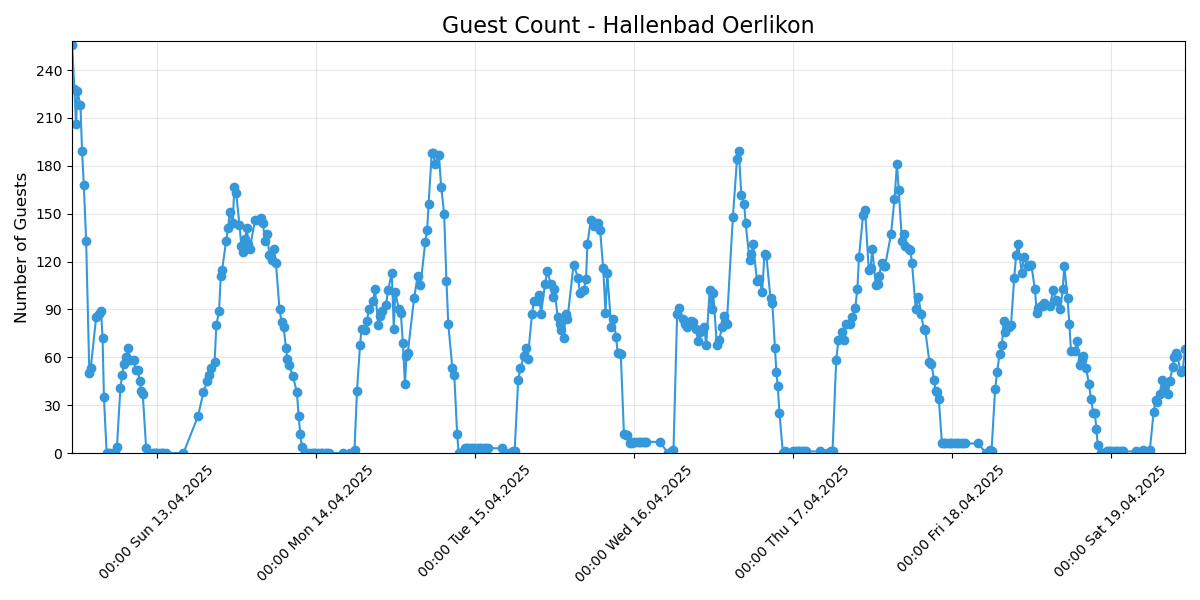 Guest Count - Hallenbad Oerlikon
Number of Guests
240
210
180
150
120
90
60
30
0
00:00 Sun 13.04.2025
00:00 Mon 14.04.2025
00:00 Tue 15.04.2025
00:00 Wed 16.04.2025
00:00 Thu 17.04.2025
00:00 Fri 18.04.2025
00:00 Sat 19.04.2025